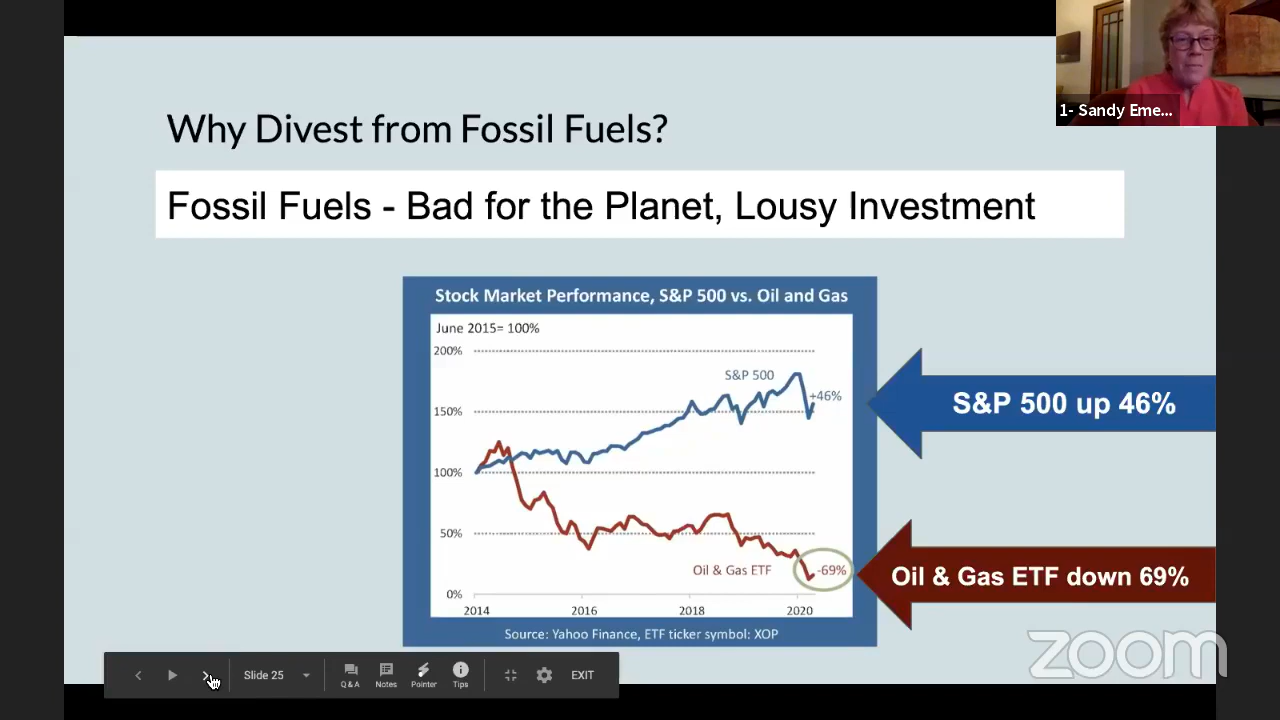 1- Sandy Eme...
Why Divest from Fossil Fuels?
Fossil Fuels - Bad for the Planet, Lousy Investment
Stock Market Performance, S&P 500 vs. Oil and Gas
June 2015= 100%
200%
S&P 500
+46%
150%
100%
50%
Oil & Gas ETF
-69%
0%
2014 2016 2018 2020
Source: Yahoo Finance, ETF ticker symbol: XOP
S&P 500 up 46%
Oil & Gas ETF down 69%
zoom
Slide 25
Q&A
Notes
Pointer
Tips
EXIT